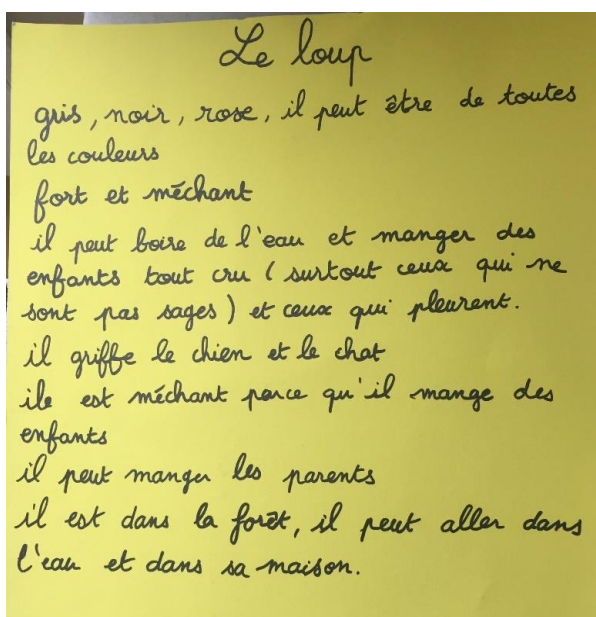 Le loup
gris, noir, rose, il peut être de toutes
les couleurs
fort et méchant
il peut boire de l'eau et manger des
enfants tout cru (surtout ceux qui ne
sont pas sages) et ceux qui pleurent.
il griffe le chien et le chat
ile est méchant parce qu'il mange des
enfants
il peut manger les parents
il est dans la forêt, il peut aller dans
l'eau et dans sa maison.